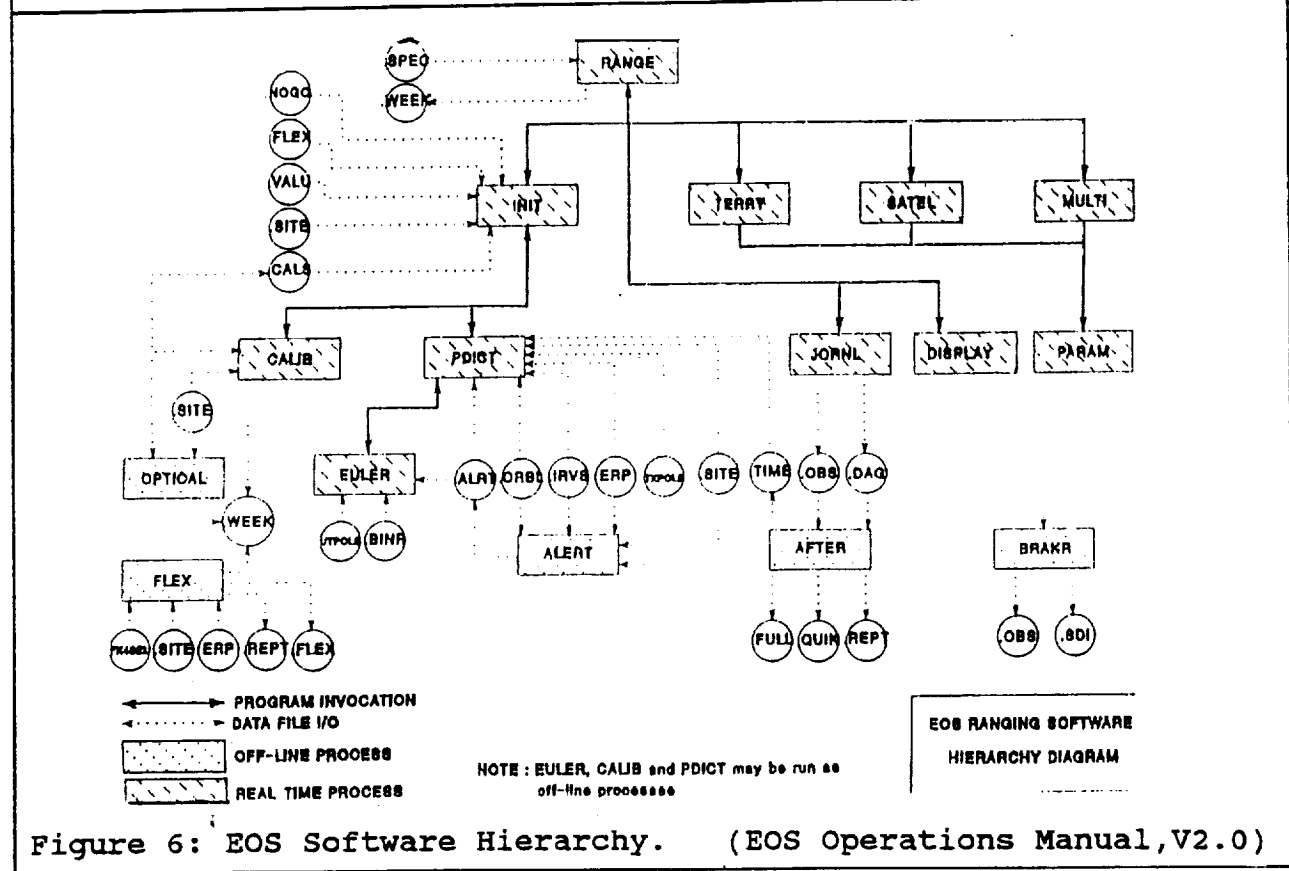 SPEC
RANGE
WEEK
NOGO
FLEX
VALU
INIT
TERRY
SATEL
MULTI
SITE
CALS
CALIB
PDICT
JORNL
DISPLAY
PARAM
SITE
OPTICAL
EULER
ALRT
ORBL
IRVS
ERP
SITE
TIME
.OBS
.DAQ
WEEK
BINR
ALERT
AFTER
BRAKR
FLEX
SITE
ERP
.REPT
.FLEX
FULL
QUIK
REPT
.OBS
.SDI
PROGRAM INVOCATION
DATA FILE I/O
OFF-LINE PROCESS
REAL TIME PROCESS
NOTE : EULER, CALIB and PDICT may be run as
off-line processes
EOS RANGING SOFTWARE
HIERARCHY DIAGRAM
Figure 6: EOS Software Hierarchy. (EOS Operations Manual,V2.0)